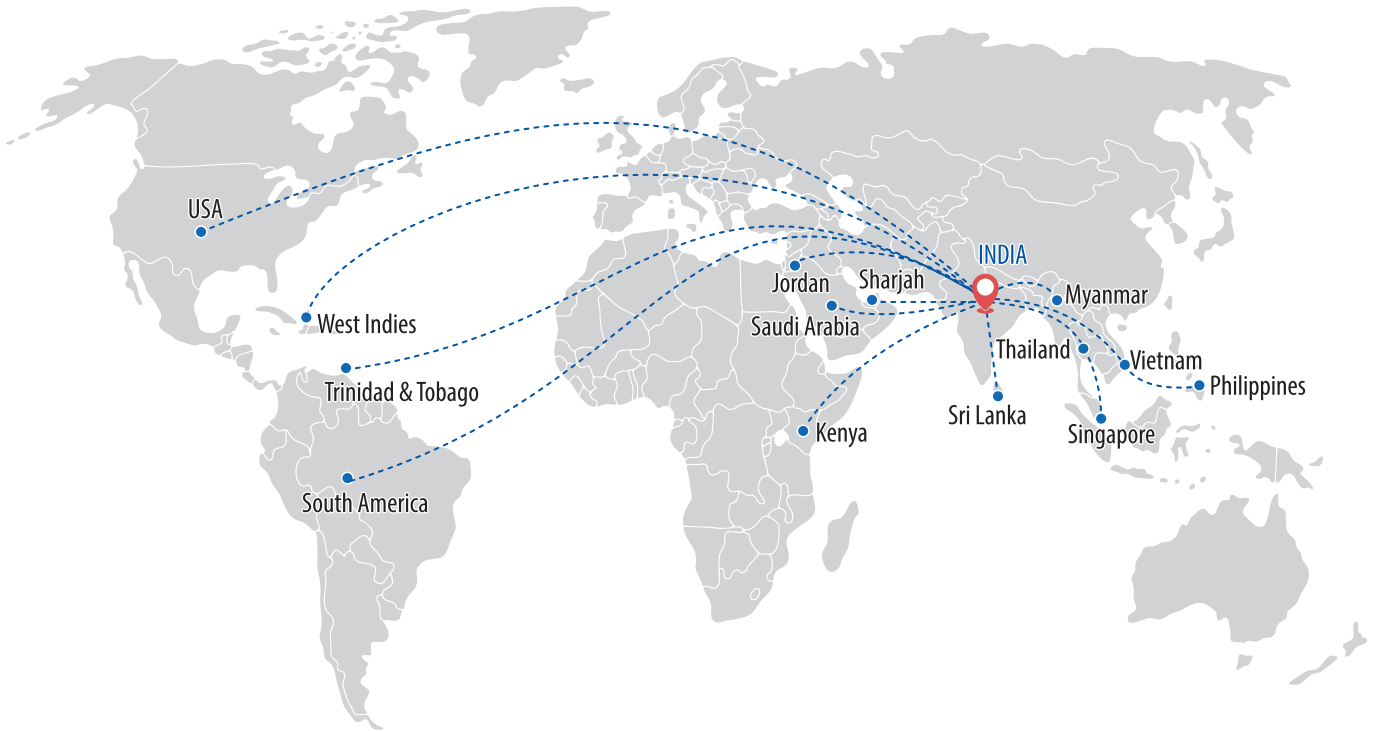 USA
INDIA
Jordan
Sharjah
Myanmar
West Indies
Saudi Arabia
Thailand
Vietnam
Trinidad & Tobago
Philippines
Sri Lanka
Kenya
Singapore
South America